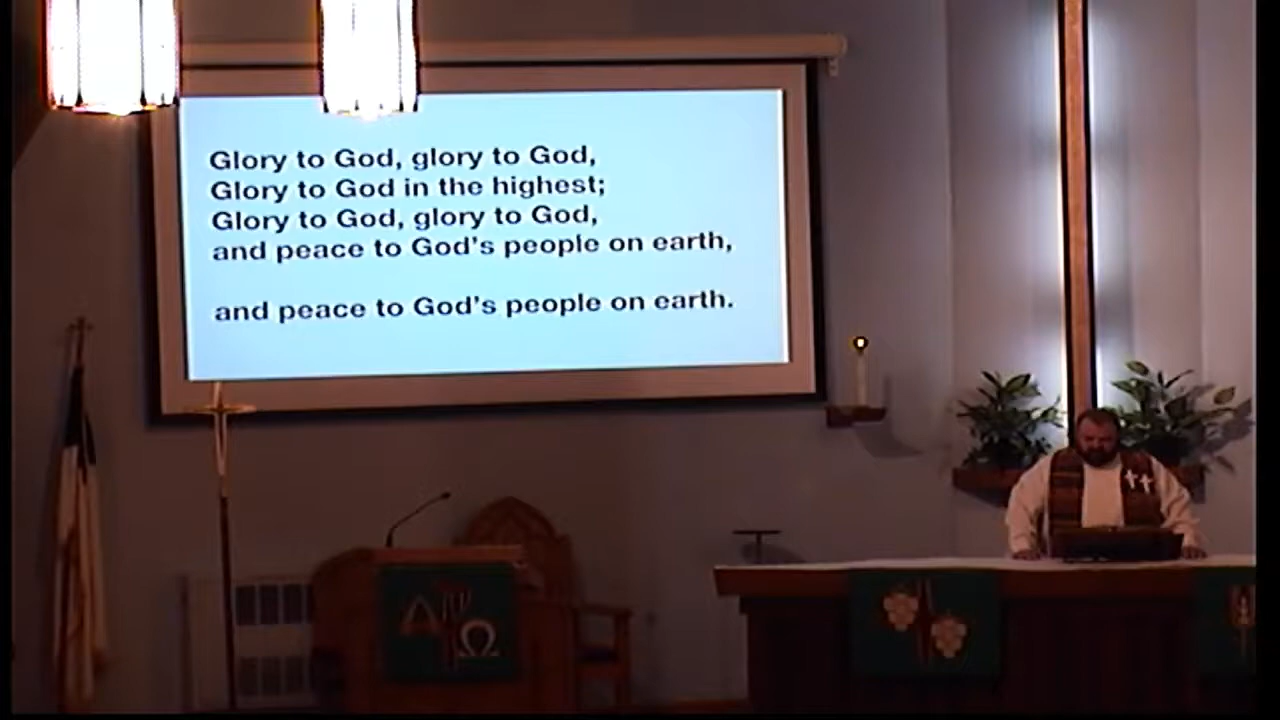 Glory to God, glory to God,
Glory to God in the highest;
Glory to God, glory to God,
and peace to God's people on earth,
and peace to God's people on earth.
Α Ω